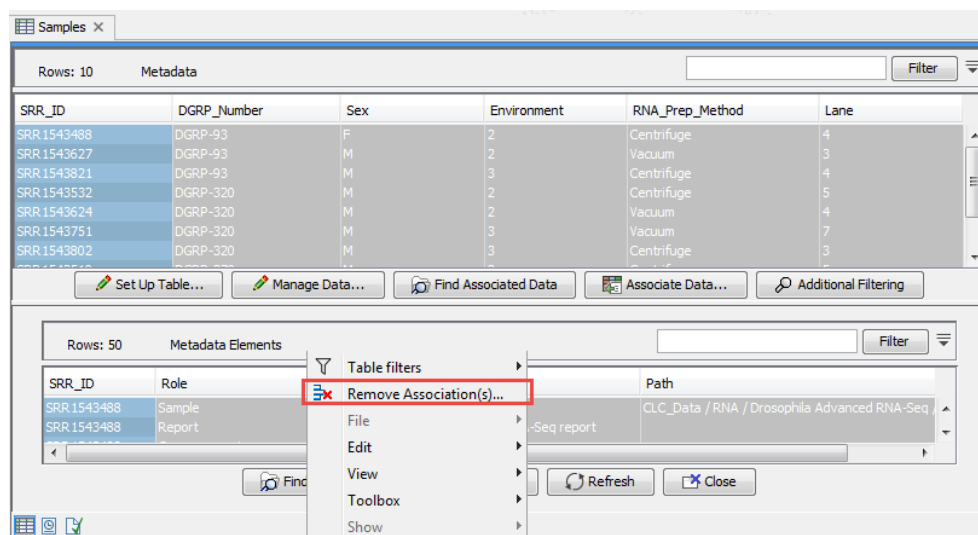 Samples
Rows: 10 Metadata Filter
SRR_ID DGRP_Number Sex Environment RNA_Prep_Method Lane
SRR1543488 DGRP-93 F 2 Centrifuge 4
SRR1543627 DGRP-93 M 2 Vacuum 3
SRR1543821 DGRP-93 M 3 Centrifuge 4
SRR1543532 DGRP-320 M 2 Centrifuge 5
SRR1543624 DGRP-320 M 2 Vacuum 4
SRR1543751 DGRP-320 M 3 Vacuum 7
SRR1543802 DGRP-320 M 3 Centrifuge 3
Set Up Table... Manage Data... Find Associated Data Associate Data... Additional Filtering
Rows: 50 Metadata Elements Filter
SRR_ID Role Path
SRR1543488 Sample CLC_Data / RNA / Drosophila Advanced RNA-Seq /
SRR1543488 Report -Seq report
Find Refresh Close
Table filters
Remove Association(s)...
File
Edit
View
Toolbox
Show